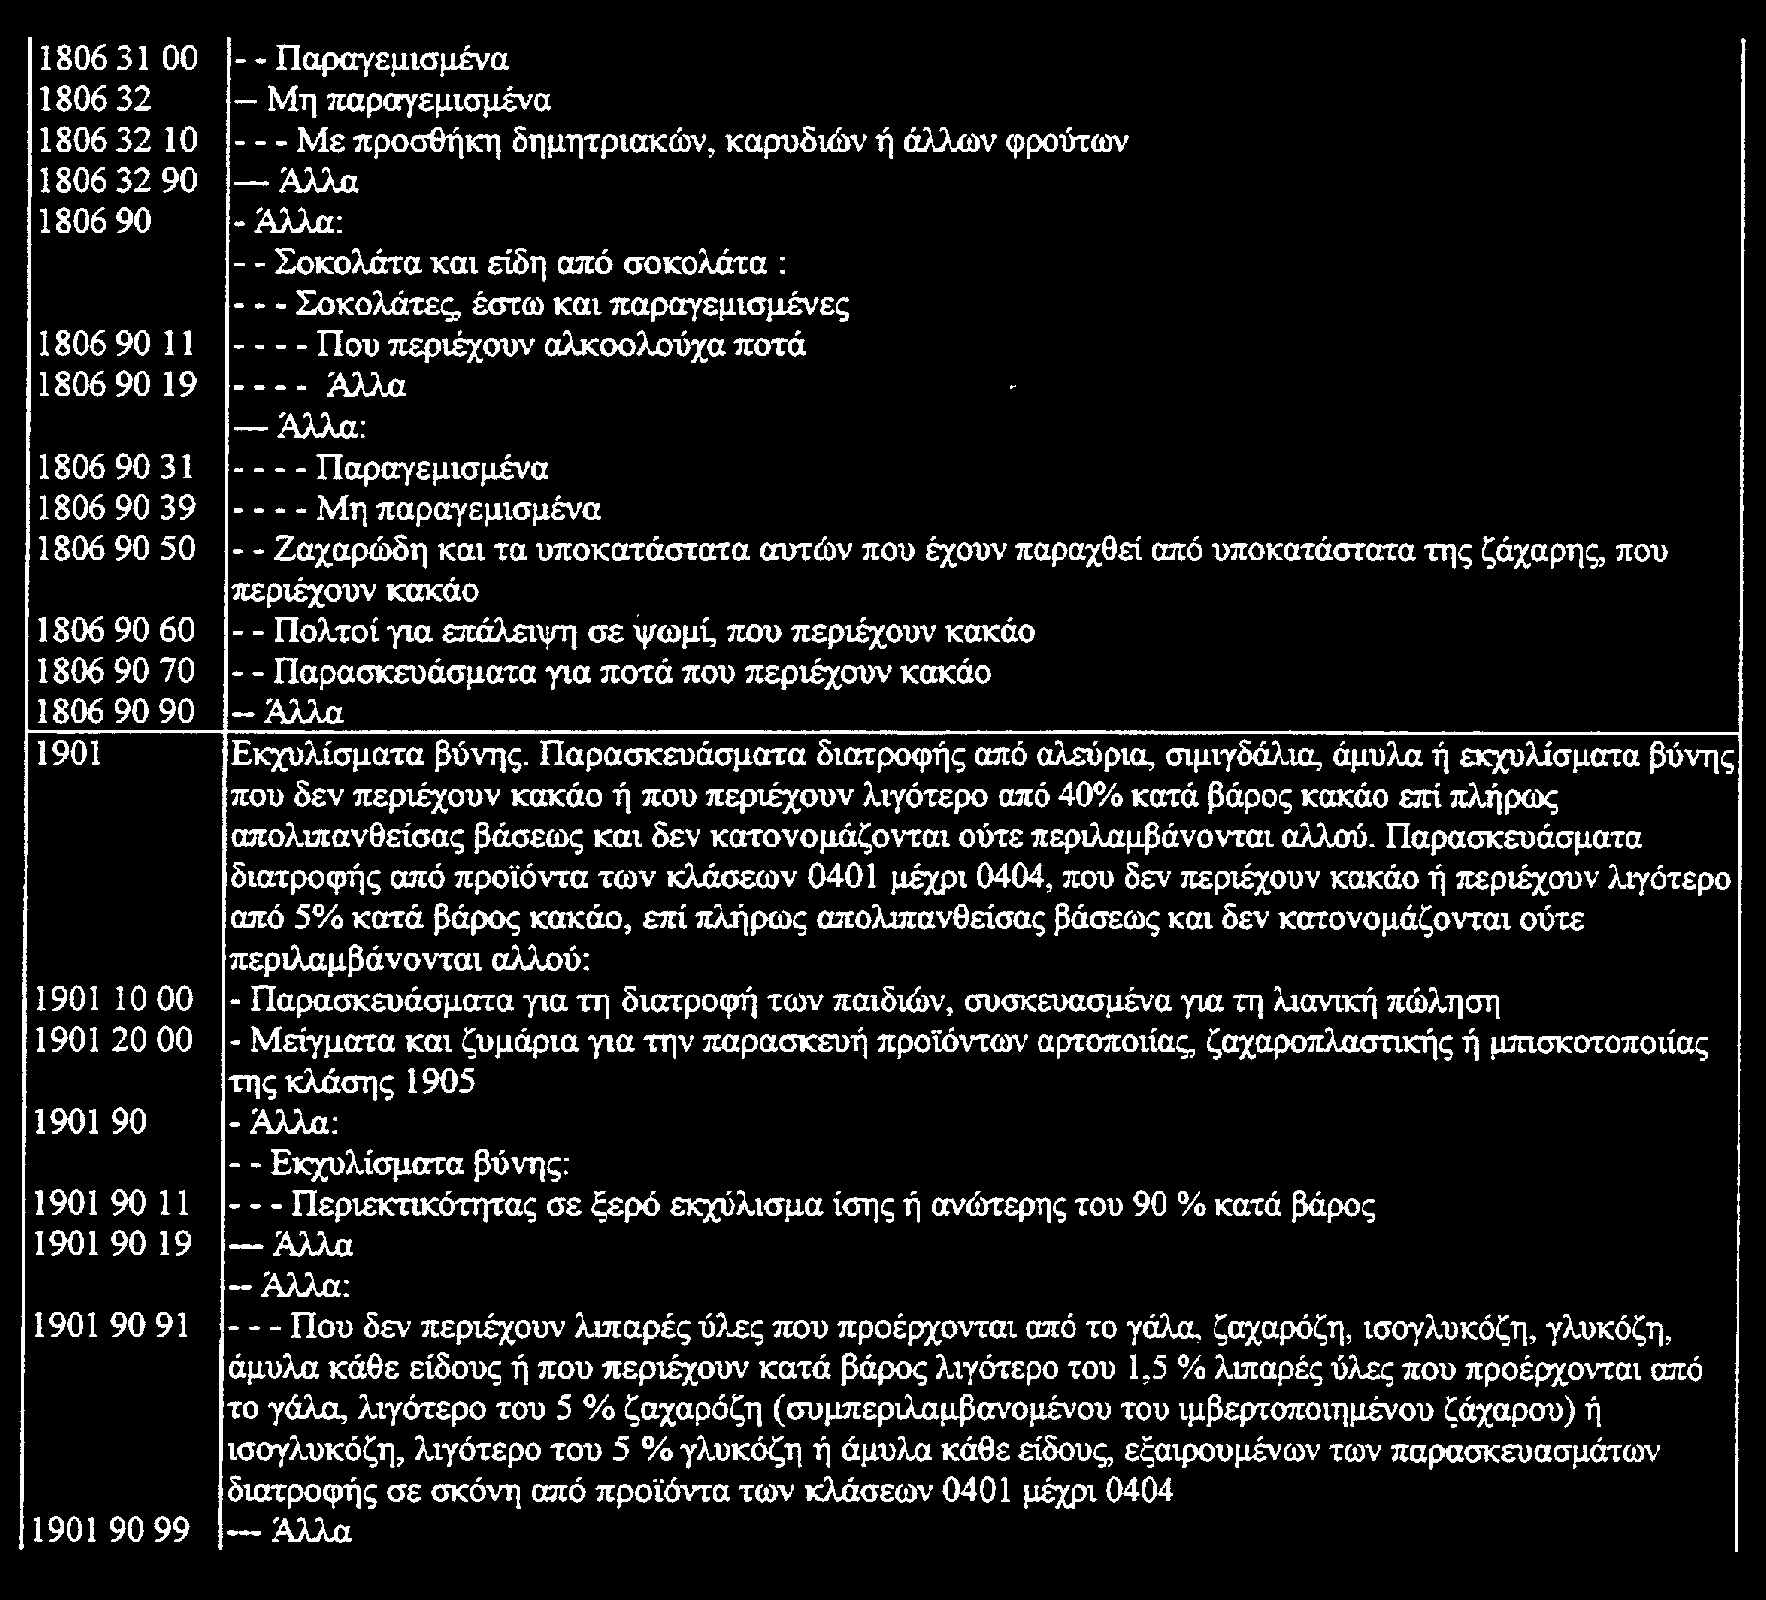 1806 31 00 - - Παραγεμισμένα
1806 32 – Μη παραγεμισμένα
1806 32 10 - - - Με προσθήκη δημητριακών, καρυδιών ή άλλων φρούτων
1806 32 90 — Άλλα
1806 90 - Άλλα:
- - Σοκολάτα και είδη από σοκολάτα :
- - - Σοκολάτες, έστω και παραγεμισμένες
1806 90 11 - - - - Που περιέχουν αλκοολούχα ποτά
1806 90 19 - - - - Άλλα
— Άλλα:
1806 90 31 - - - - Παραγεμισμένα
1806 90 39 - - - - Μη παραγεμισμένα
1806 90 50 - - Ζαχαρώδη και τα υποκατάστατα αυτών που έχουν παραχθεί από υποκατάστατα της ζάχαρης, που
περιέχουν κακάο
1806 90 60 - - Πολτοί για επάλειψη σε ψωμί, που περιέχουν κακάο
1806 90 70 - - Παρασκευάσματα για ποτά που περιέχουν κακάο
1806 90 90 – Άλλα
1901 Εκχυλίσματα βύνης. Παρασκευάσματα διατροφής από αλεύρια, σιμιγδάλια, άμυλα ή εκχυλίσματα βύνης
που δεν περιέχουν κακάο ή που περιέχουν λιγότερο από 40% κατά βάρος κακάο επί πλήρως
απολιπανθείσας βάσεως και δεν κατονομάζονται ούτε περιλαμβάνονται αλλού. Παρασκευάσματα
διατροφής από προϊόντα των κλάσεων 0401 μέχρι 0404, που δεν περιέχουν κακάο ή περιέχουν λιγότερο
από 5% κατά βάρος κακάο, επί πλήρως απολιπανθείσας βάσεως και δεν κατονομάζονται ούτε
περιλαμβάνονται αλλού:
1901 10 00 - Παρασκευάσματα για τη διατροφή των παιδιών, συσκευασμένα για τη λιανική πώληση
1901 20 00 - Μείγματα και ζυμάρια για την παρασκευή προϊόντων αρτοποιίας, ζαχαροπλαστικής ή μπισκοτοποιίας
της κλάσης 1905
1901 90 - Άλλα:
- - Εκχυλίσματα βύνης:
1901 90 11 - - - Περιεκτικότητας σε ξερό εκχύλισμα ίσης ή ανώτερης του 90 % κατά βάρος
1901 90 19 — Άλλα
– Άλλα:
1901 90 91 - - - Που δεν περιέχουν λιπαρές ύλες που προέρχονται από το γάλα, ζαχαρόζη, ισογλυκόζη, γλυκόζη,
άμυλα κάθε είδους ή που περιέχουν κατά βάρος λιγότερο του 1,5 % λιπαρές ύλες που προέρχονται από
το γάλα, λιγότερο του 5 % ζαχαρόζη (συμπεριλαμβανομένου του ιμβερτοποιημένου ζάχαρου) ή
ισογλυκόζη, λιγότερο του 5 % γλυκόζη ή άμυλα κάθε είδους, εξαιρουμένων των παρασκευασμάτων
διατροφής σε σκόνη από προϊόντα των κλάσεων 0401 μέχρι 0404
1901 90 99 — Άλλα